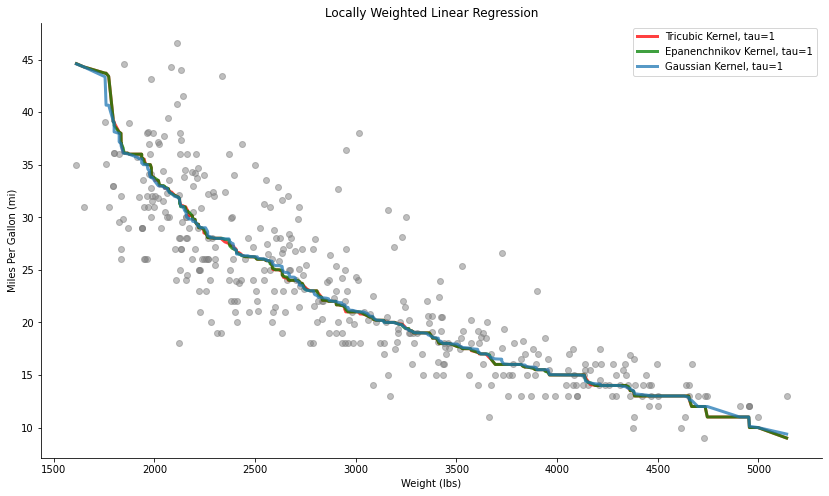 Locally Weighted Linear Regression
Tricubic Kernel, tau=1
Epanenchnikov Kernel, tau=1
Gaussian Kernel, tau=1
Miles Per Gallon (mi)
45
40
35
30
25
20
15
10
1500 2000 2500 3000 3500 4000 4500 5000
Weight (lbs)